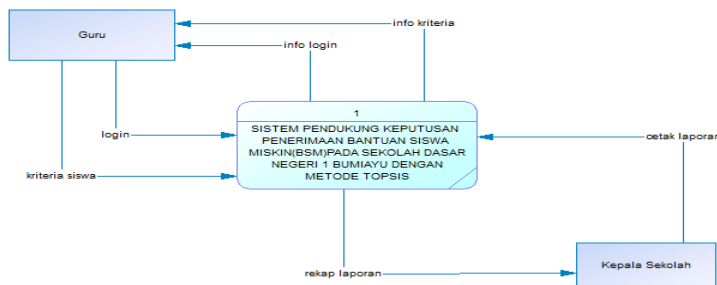 info kriteria
Guru
info login
1
SISTEM PENDUKUNG KEPUTUSAN
PENERIMAAN BANTUAN SISWA
MISKIN(BSM)PADA SEKOLAH DASAR
NEGERI 1 BUMIAYU DENGAN
METODE TOPSIS
login
cetak laporan
kriteria siswa
Kepala Sekolah
rekap laporan